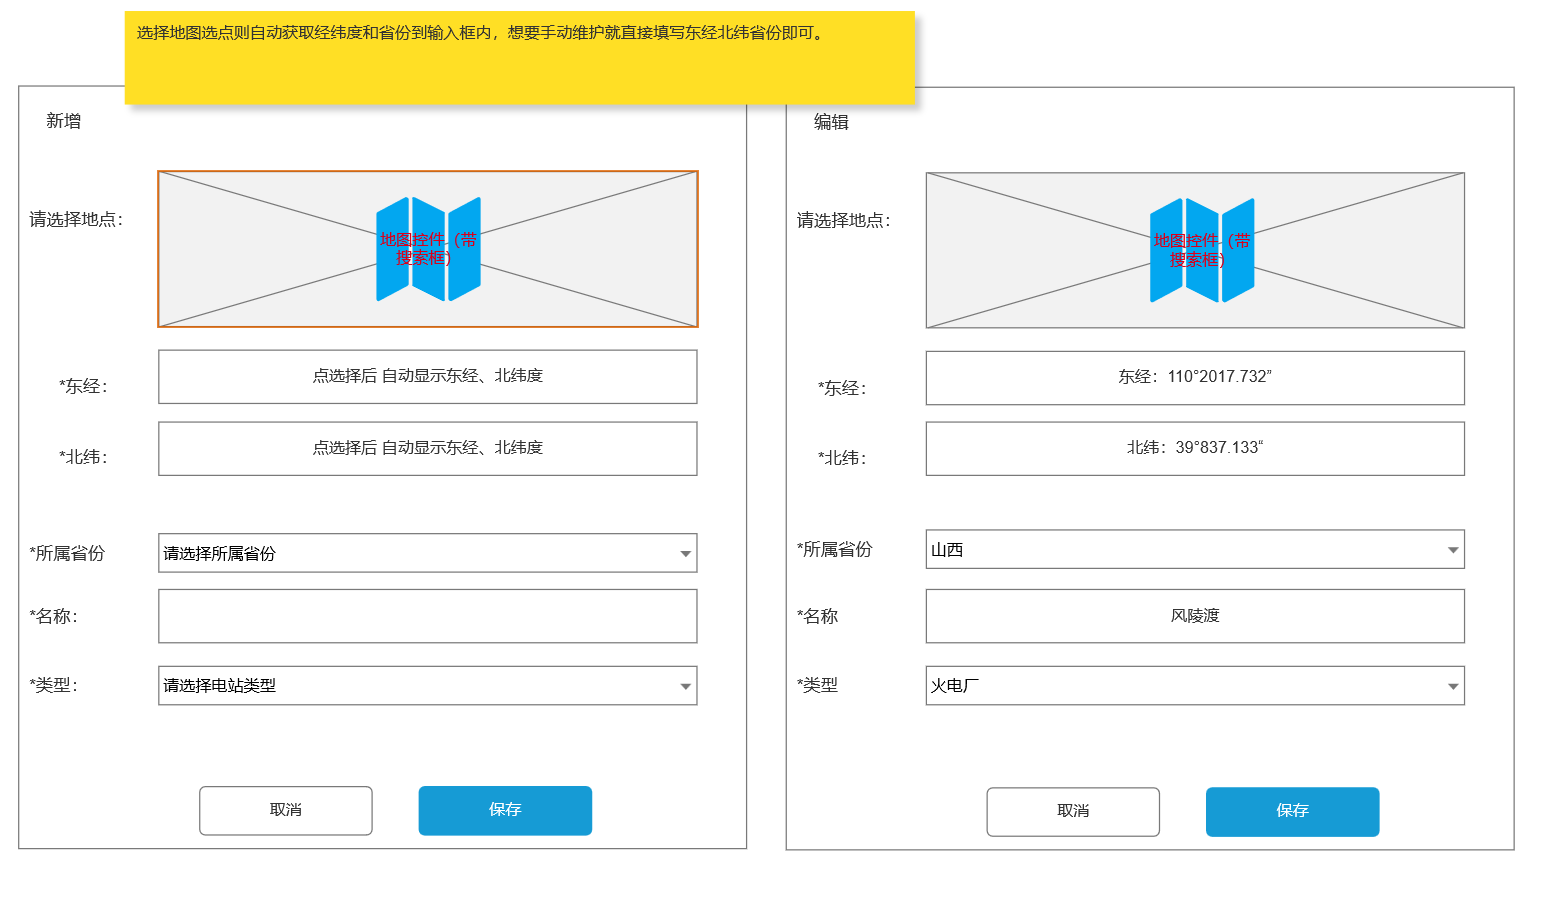 选择地图选点则自动获取经纬度和省份到输入框内，想要手动维护就直接填写东经北纬省份即可。
新增
请选择地点：
地图控件（带
搜索框）
*东经：
点选择后 自动显示东经、北纬度
*北纬：
点选择后 自动显示东经、北纬度
*所属省份
请选择所属省份
*名称：
*类型：
请选择电站类型
取消
保存
编辑
请选择地点：
地图控件（带
搜索框）
*东经：
东经：110°2017.732”
*北纬：
北纬：39°837.133“
*所属省份
山西
*名称
风陵渡
*类型
火电厂
取消
保存